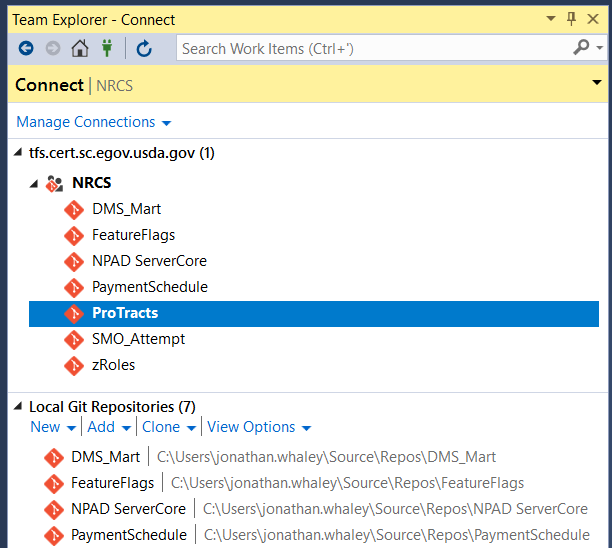 Team Explorer - Connect
Search Work Items (Ctrl+')
Connect | NRCS
Manage Connections
tfs.cert.sc.egov.usda.gov (1)
NRCS
DMS_Mart
FeatureFlags
NPAD ServerCore
PaymentSchedule
ProTracts
SMO_Attempt
zRoles
Local Git Repositories (7)
New | Add | Clone | View Options
DMS_Mart | C:\Users\jonathan.whaley\Source\Repos\DMS_Mart
FeatureFlags | C:\Users\jonathan.whaley\Source\Repos\FeatureFlags
NPAD ServerCore | C:\Users\jonathan.whaley\Source\Repos\NPAD ServerCore
PaymentSchedule | C:\Users\jonathan.whaley\Source\Repos\PaymentSchedule